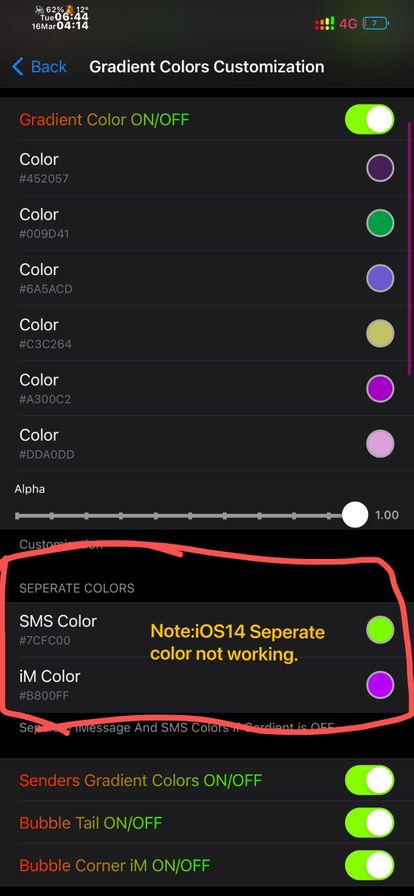 62% 12°
Tue 06:44
16Mar 04:14
4G 7
Back
Gradient Colors Customization
Gradient Color ON/OFF
Color
#452057
Color
#009D41
Color
#6A5ACD
Color
#C3C264
Color
#A300C2
Color
#DDA0DD
Alpha
1.00
Customization
SEPERATE COLORS
SMS Color
#7CFC00
Note:iOS14 Seperate
color not working.
iM Color
#B800FF
Seperate iMessage And SMS Colors if Gardient is OFF
Senders Gradient Colors ON/OFF
Bubble Tail ON/OFF
Bubble Corner iM ON/OFF